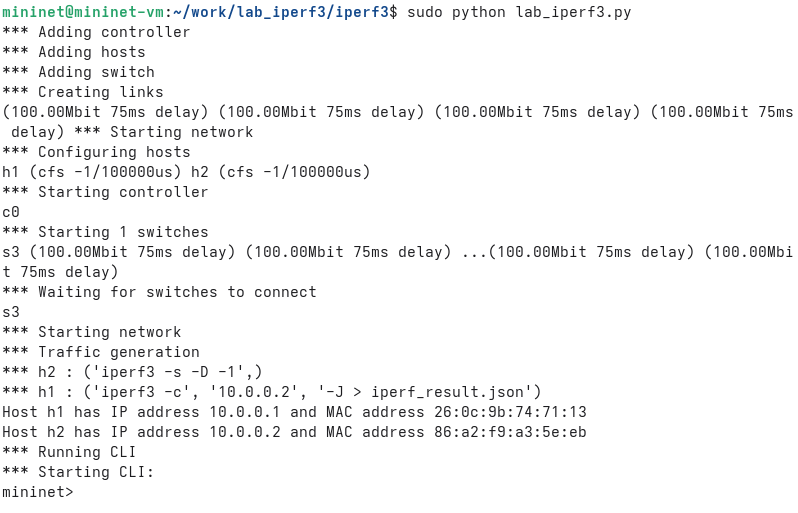 mininet@mininet-vm:~/work/lab_iperf3/iperf3$ sudo python lab_iperf3.py
*** Adding controller
*** Adding hosts
*** Adding switch
*** Creating links
(100.00Mbit 75ms delay) (100.00Mbit 75ms delay) (100.00Mbit 75ms delay) (100.00Mbit 75ms
 delay) *** Starting network
*** Configuring hosts
h1 (cfs -1/100000us) h2 (cfs -1/100000us)
*** Starting controller
c0
*** Starting 1 switches
s3 (100.00Mbit 75ms delay) (100.00Mbit 75ms delay) ...(100.00Mbit 75ms delay) (100.00Mbi
t 75ms delay)
*** Waiting for switches to connect
s3
*** Starting network
*** Traffic generation
*** h2 : ('iperf3 -s -D -1',)
*** h1 : ('iperf3 -c', '10.0.0.2', '-J > iperf_result.json')
Host h1 has IP address 10.0.0.1 and MAC address 26:0c:9b:74:71:13
Host h2 has IP address 10.0.0.2 and MAC address 86:a2:f9:a3:5e:eb
*** Running CLI
*** Starting CLI:
mininet>